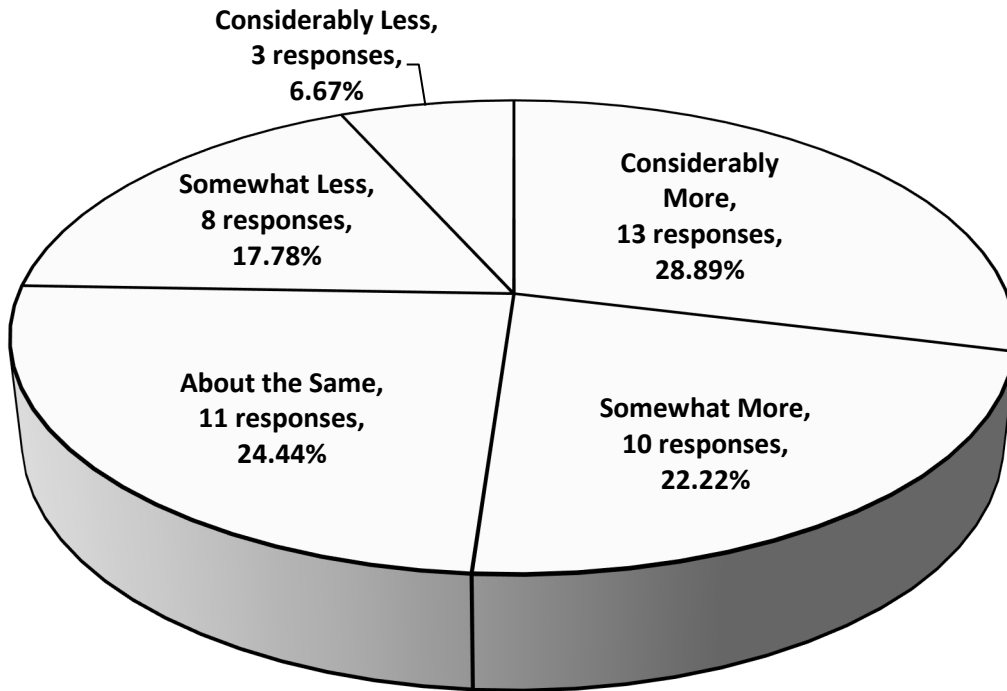 Considerably Less,
3 responses,
6.67%
Considerably
More,
13 responses,
28.89%
Somewhat Less,
8 responses,
17.78%
About the Same,
11 responses,
24.44%
Somewhat More,
10 responses,
22.22%